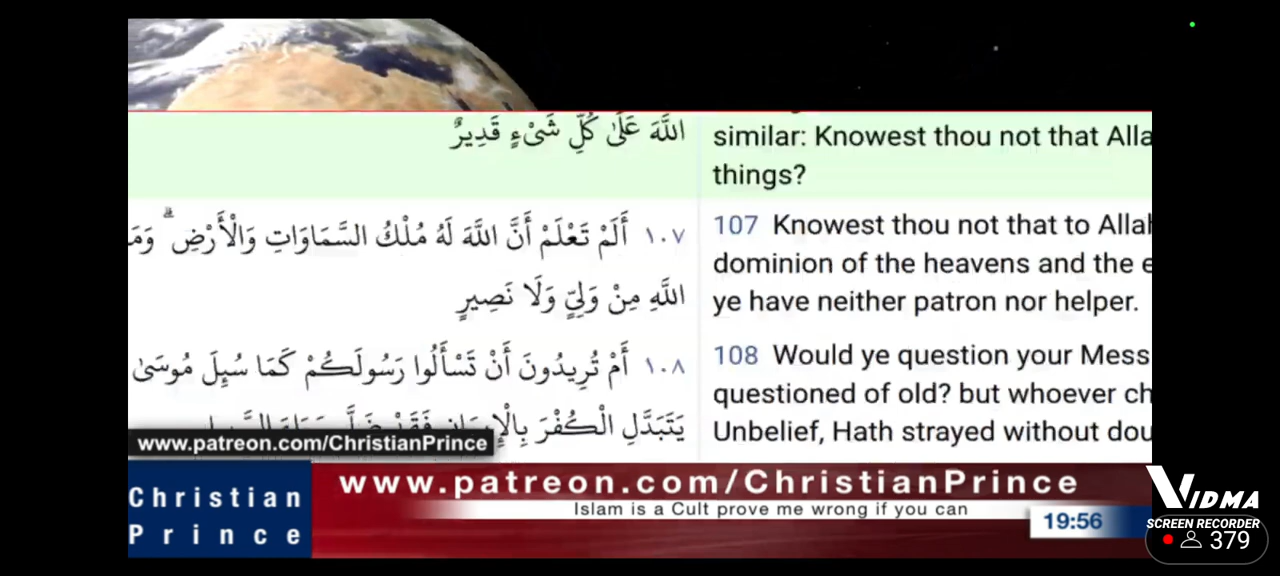 اللَّهَ عَلَىٰ كُلِّ شَيْءٍ قَدِيرٌ
similar: Knowest thou not that Alla
things?
١٠٧ أَلَمْ تَعْلَمْ أَنَّ اللَّهَ لَهُ مُلْكُ السَّمَاوَاتِ وَالْأَرْضِ ۗ وَمَ
اللَّهِ مِنْ وَلِيٍّ وَلَا نَصِيرٍ
107 Knowest thou not that to Allah
dominion of the heavens and the e
ye have neither patron nor helper.
١٠٨ أَمْ تُرِيدُونَ أَنْ تَسْأَلُوا رَسُولَكُمْ كَمَا سُئِلَ مُوسَىٰ
يَتَبَدَّلِ الْكُفْرَ
108 Would ye question your Mess
questioned of old? but whoever ch
Unbelief, Hath strayed without dou
www.patreon.com/ChristianPrince
Christian
Prince
www.patreon.com/ChristianPrince
Islam is a Cult prove me wrong if you can
19:56
VIDMA
SCREEN RECORDER
379